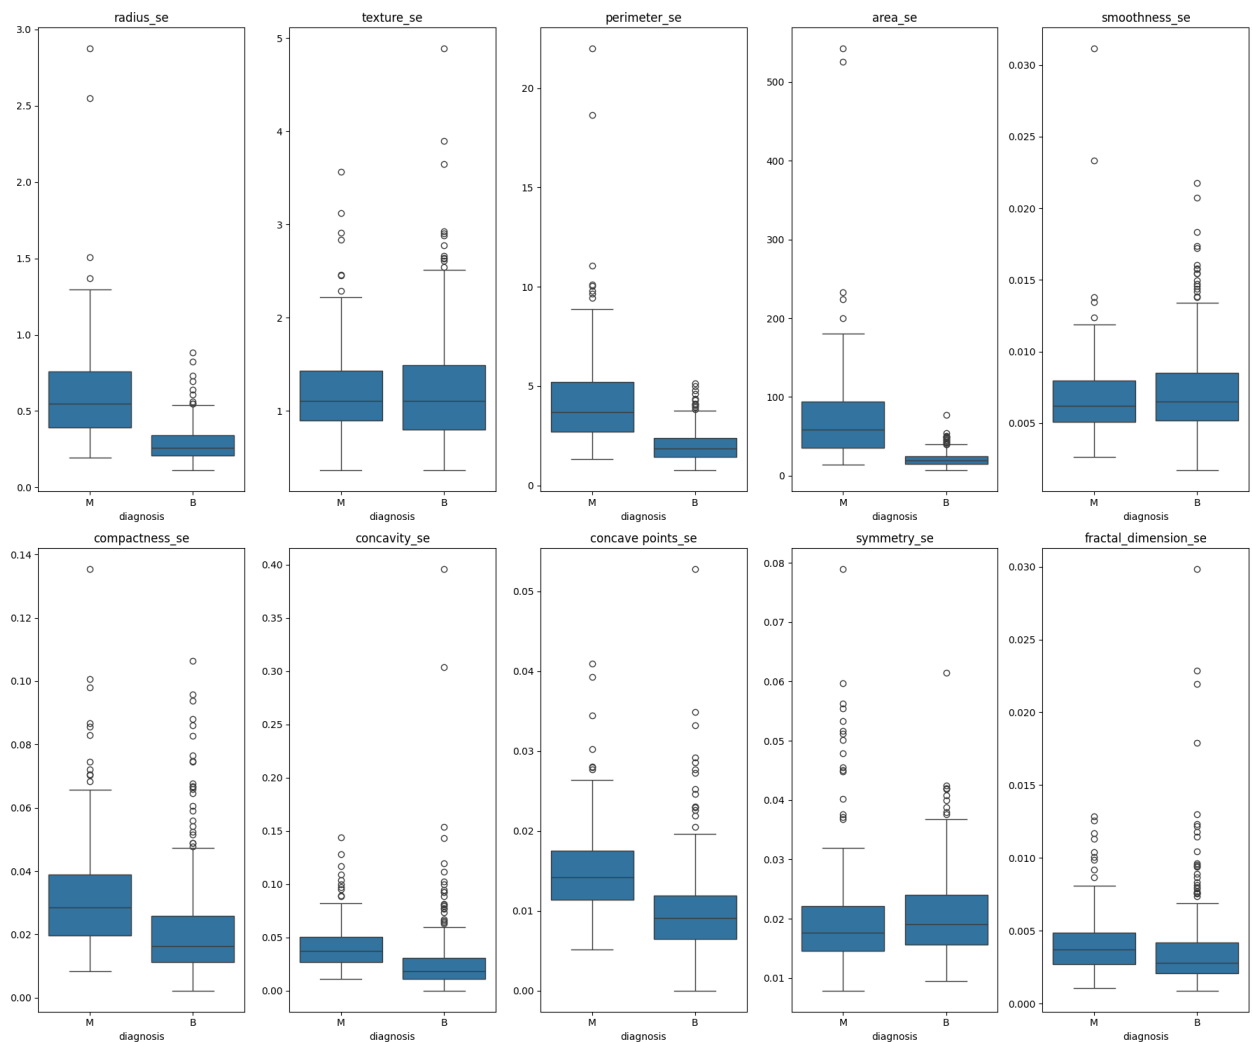 radius_se
texture_se
perimeter_se
area_se
smoothness_se
3.0
2.5
2.0
1.5
1.0
0.5
0.0
M
B
diagnosis
5
4
3
2
1
M
B
diagnosis
20
15
10
5
0
M
B
diagnosis
500
400
300
200
100
0
M
B
diagnosis
0.030
0.025
0.020
0.015
0.010
0.005
M
B
diagnosis
compactness_se
concavity_se
concave points_se
symmetry_se
fractal_dimension_se
0.14
0.12
0.10
0.08
0.06
0.04
0.02
0.00
M
B
diagnosis
0.40
0.35
0.30
0.25
0.20
0.15
0.10
0.05
0.00
M
B
diagnosis
0.05
0.04
0.03
0.02
0.01
0.00
M
B
diagnosis
0.08
0.07
0.06
0.05
0.04
0.03
0.02
0.01
M
B
diagnosis
0.030
0.025
0.020
0.015
0.010
0.005
0.000
M
B
diagnosis